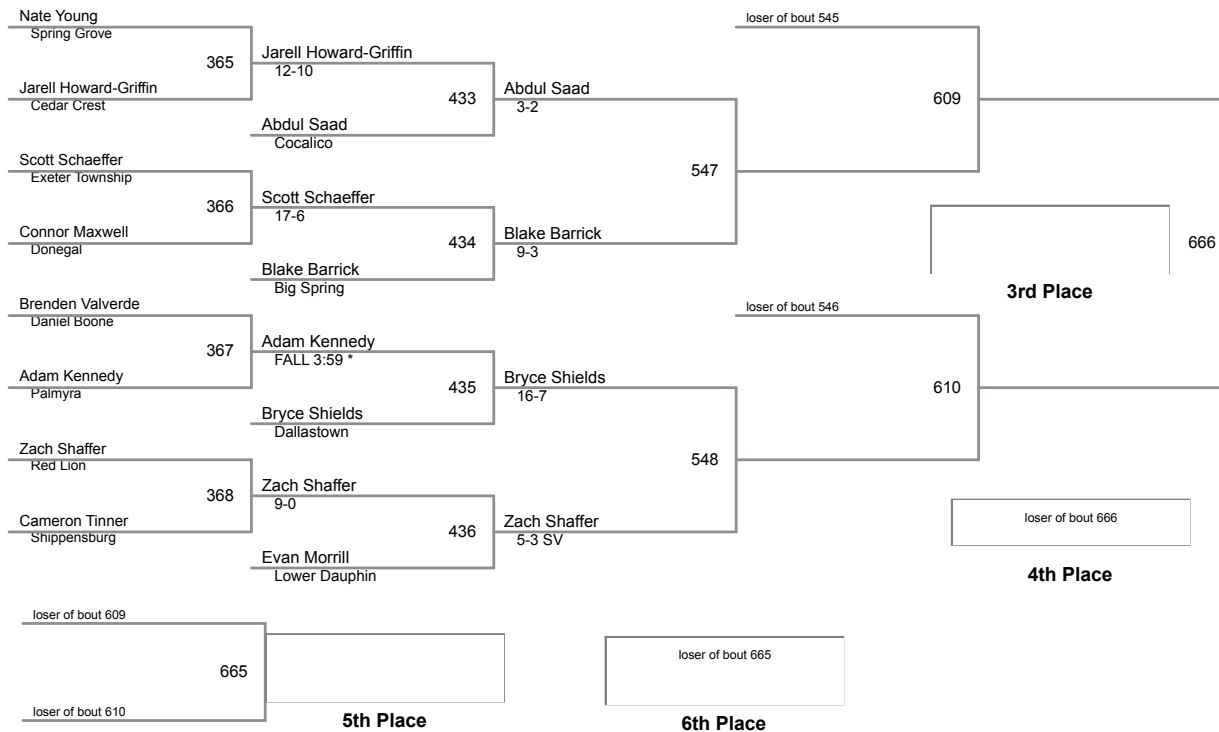 Nate Young
Spring Grove
365
Jarell Howard-Griffin
12-10
Jarell Howard-Griffin
Cedar Crest
433
Abdul Saad
3-2
Abdul Saad
Cocalico
Scott Schaeffer
Exeter Township
366
Scott Schaeffer
17-6
Connor Maxwell
Donegal
434
Blake Barrick
9-3
Blake Barrick
Big Spring
547
loser of bout 545
609
666
3rd Place
Brenden Valverde
Daniel Boone
367
Adam Kennedy
FALL 3:59 *
Adam Kennedy
Palmyra
435
Bryce Shields
16-7
Bryce Shields
Dallastown
Zach Shaffer
Red Lion
368
Zach Shaffer
9-0
Cameron Tinner
Shippensburg
436
Zach Shaffer
5-3 SV
Evan Morrill
Lower Dauphin
548
loser of bout 546
610
loser of bout 666
4th Place
loser of bout 609
665
loser of bout 610
5th Place
loser of bout 665
6th Place